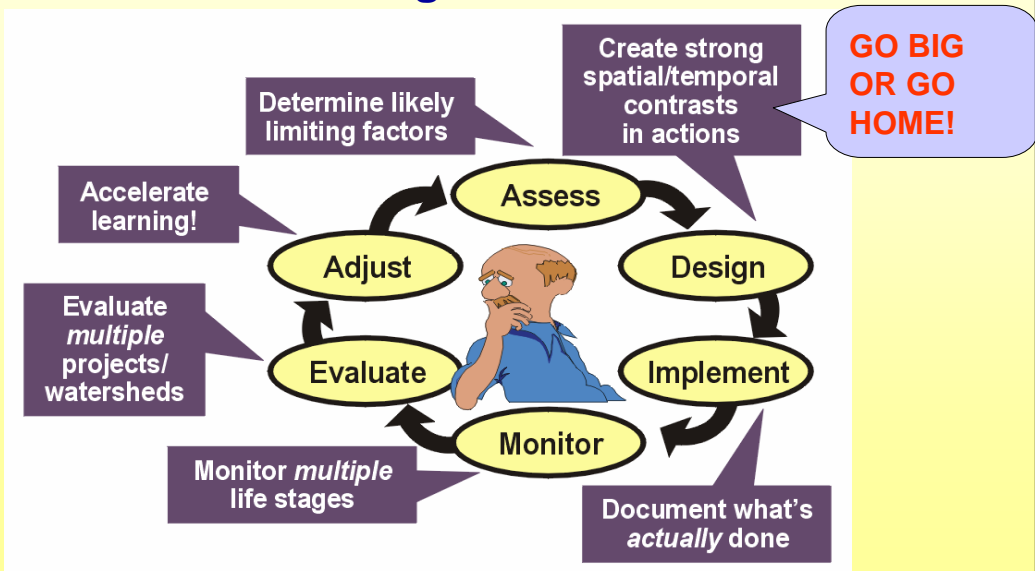 GO BIG
OR GO
HOME!
Create strong
spatial/temporal
contrasts
in actions
Determine likely
limiting factors
Accelerate
learning!
Assess
Adjust
Design
Evaluate
multiple
projects/
watersheds
Evaluate
Implement
Monitor
Monitor multiple
life stages
Document what's
actually done